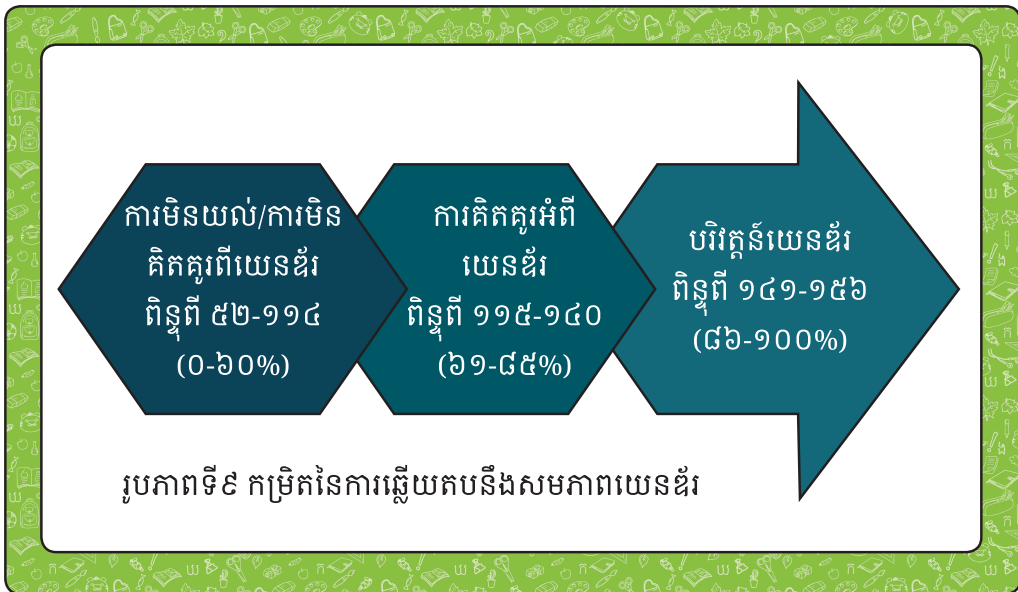 ការមិនយល់/ការមិន
គិតគូរពីយេនឌ័រ
ពិន្ទុពី ៥២-១១៤
(0-៦០%)
ការគិតគូរអំពី
យេនឌ័រ
ពិន្ទុពី ១១៥-១៤០
(៦១-៨៥%)
បរិវត្តន៍យេនឌ័រ
ពិន្ទុពី ១៤១-១៥៦
(៨៦-១០០%)
រូបភាពទី៩ កម្រិតនៃការឆ្លើយតបនឹងសមភាពយេនឌ័រ